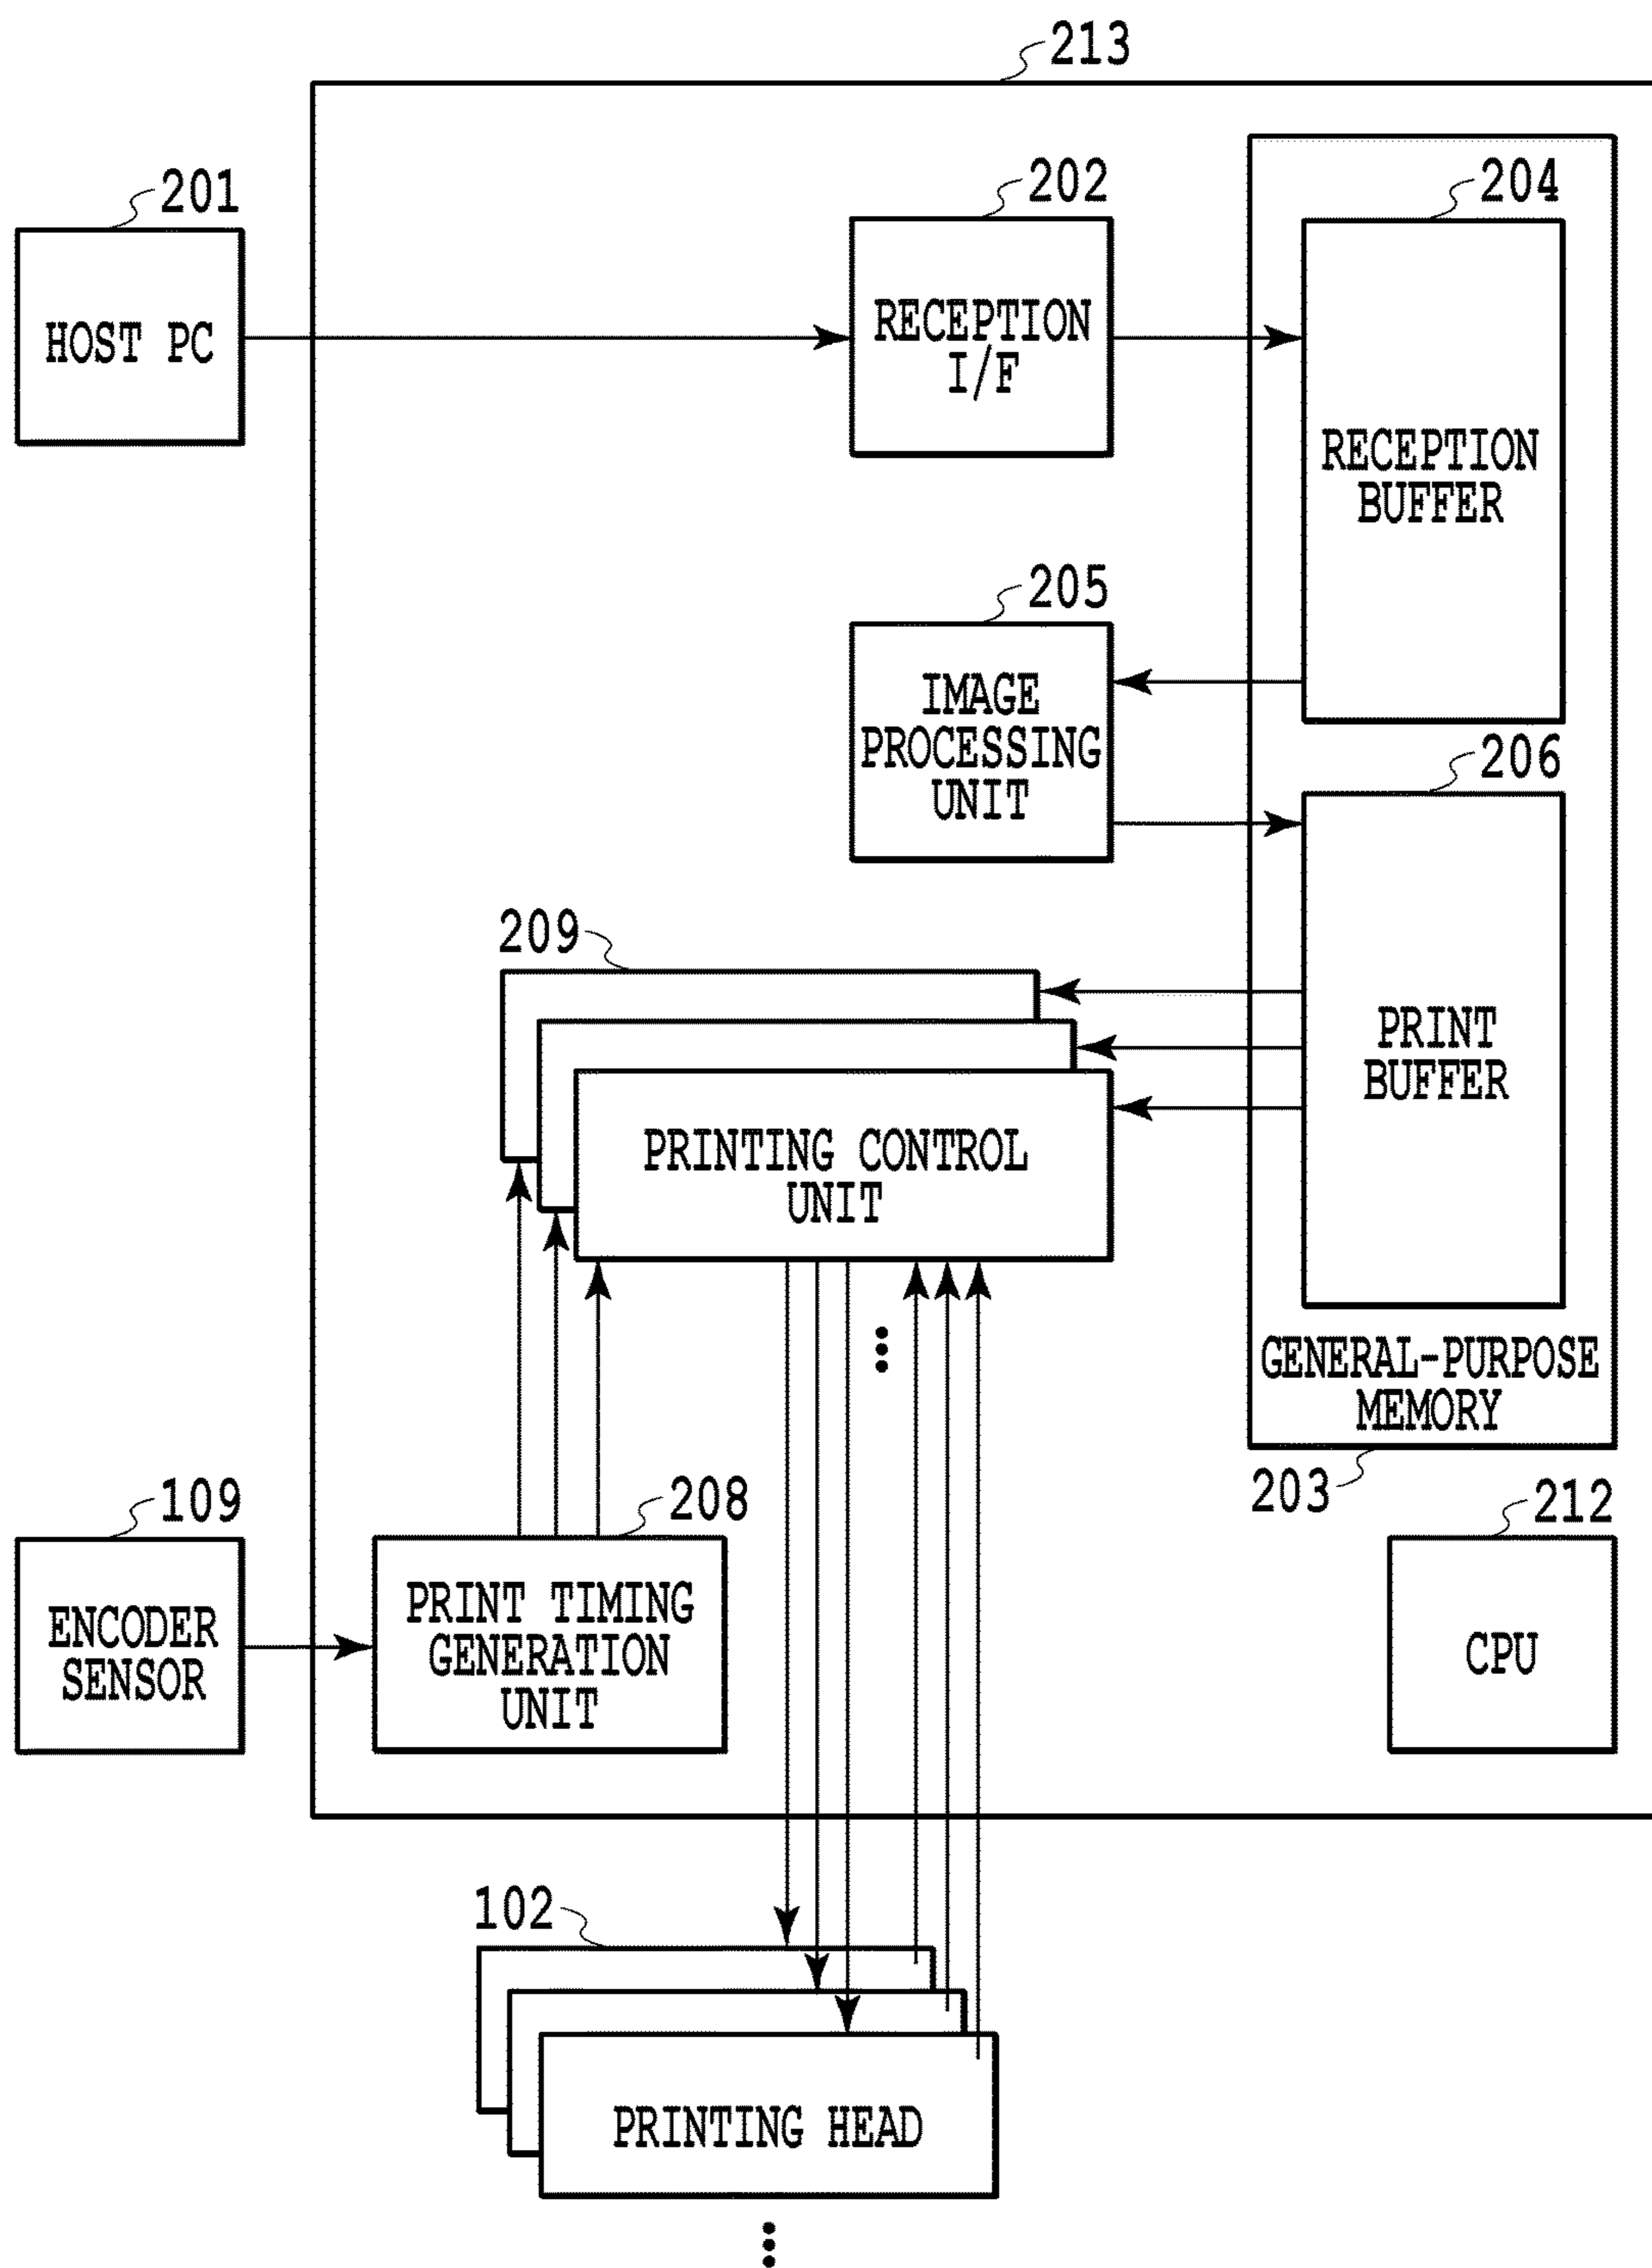 213
201
202
204
HOST PC
RECEPTION
I/F
RECEPTION
BUFFER
205
IMAGE
PROCESSING
UNIT
206
209
PRINT
BUFFER
PRINTING CONTROL
UNIT
GENERAL-PURPOSE
MEMORY
203
109
208
212
ENCODER
SENSOR
PRINT TIMING
GENERATION
UNIT
CPU
102
PRINTING HEAD